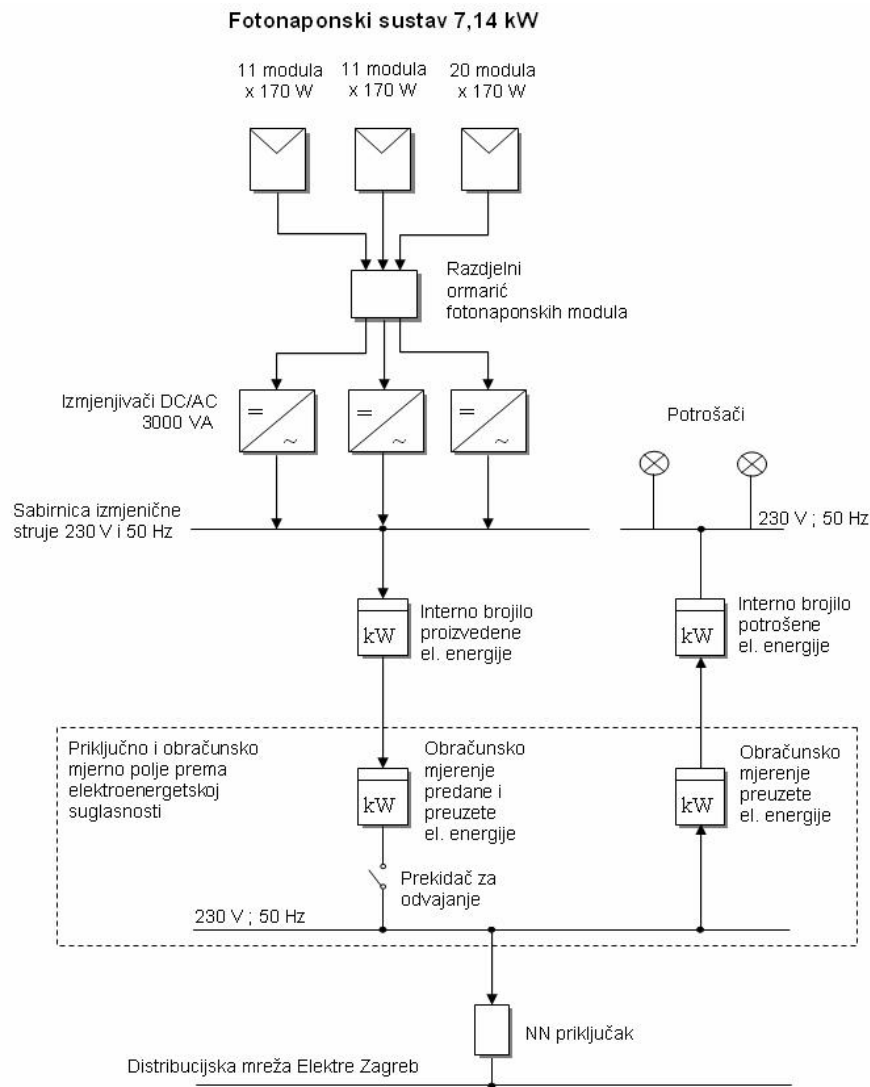 Fotonaponski sustav 7,14 kW
11 modula
x 170 W
11 modula
x 170 W
20 modula
x 170 W
Razdjelni
ormarić
fotonaponskih modula
Izmjenjivači DC/AC
3000 VA
=
~
=
~
=
~
Potrošači
Sabirnica izmjenične
struje 230 V i 50 Hz
230 V ; 50 Hz
kW
Interno brojilo
proizvedene
el. energije
kW
Interno brojilo
potrošene
el. energije
Priključno i obračunsko
mjerno polje prema
elektroenergetskoj
suglasnosti
kW
Obračunsko
mjerenje
predane i
preuzete
el. energije
kW
Obračunsko
mjerenje
preuzete
el. energije
Prekidač za
odvajanje
230 V ; 50 Hz
NN priključak
Distribucijska mreža Elektre Zagreb